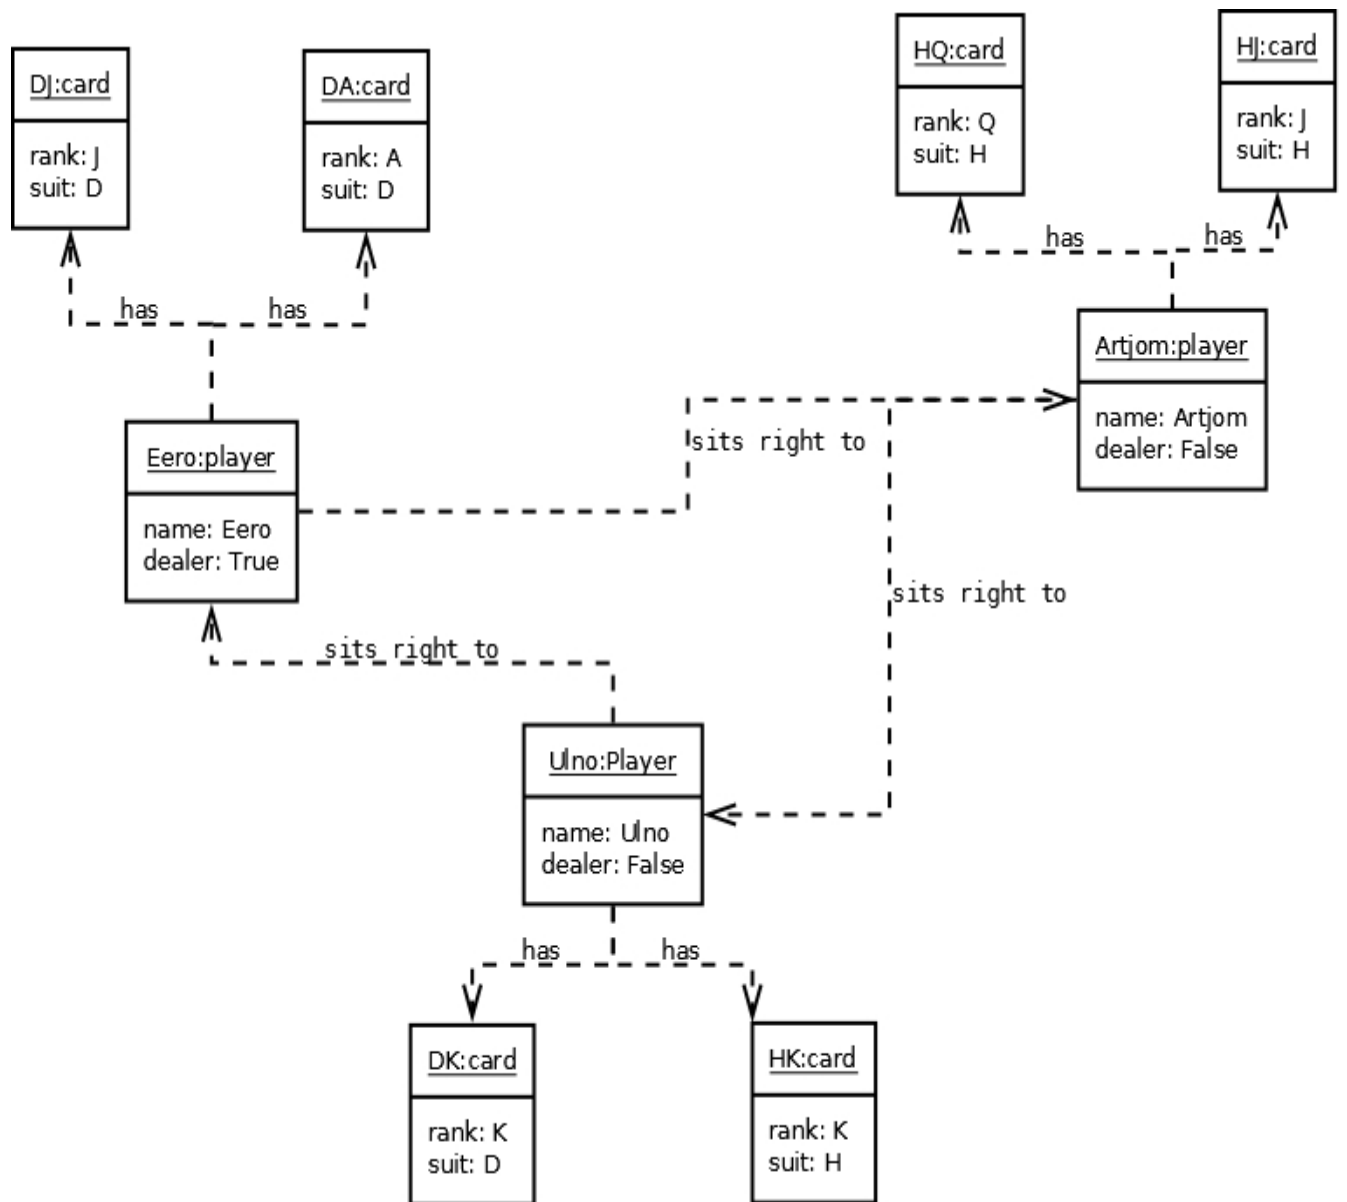 DJ:card
rank: J
suit: D
DA:card
rank: A
suit: D
HQ:card
rank: Q
suit: H
HJ:card
rank: J
suit: H
has
has
has
has
Artjom:player
name: Artjom
dealer: False
Eero:player
name: Eero
dealer: True
sits right to
sits right to
sits right to
Ulno:Player
name: Ulno
dealer: False
has
has
DK:card
rank: K
suit: D
HK:card
rank: K
suit: H